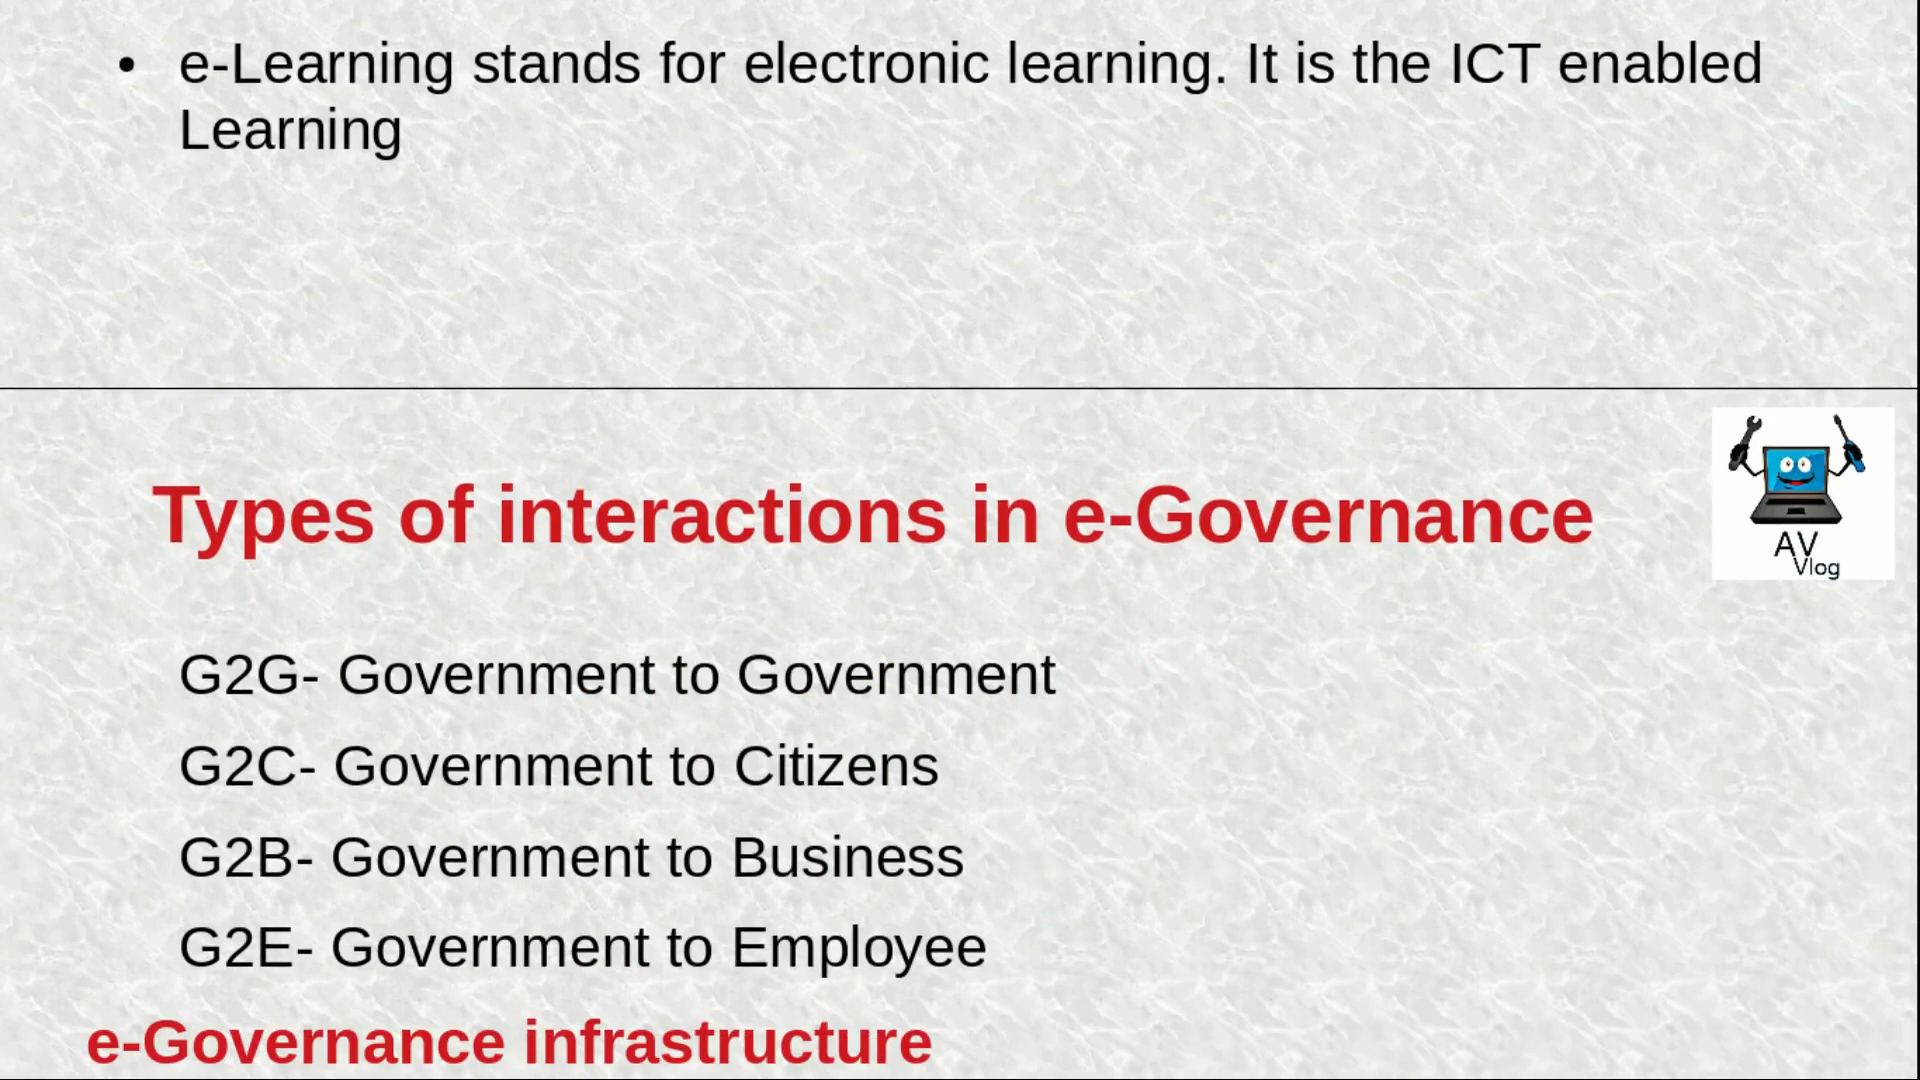 • e-Learning stands for electronic learning. It is the ICT enabled
Learning
Types of interactions in e-Governance
AV
Vlog
G2G- Government to Government
G2C- Government to Citizens
G2B- Government to Business
G2E- Government to Employee
e-Governance infrastructure